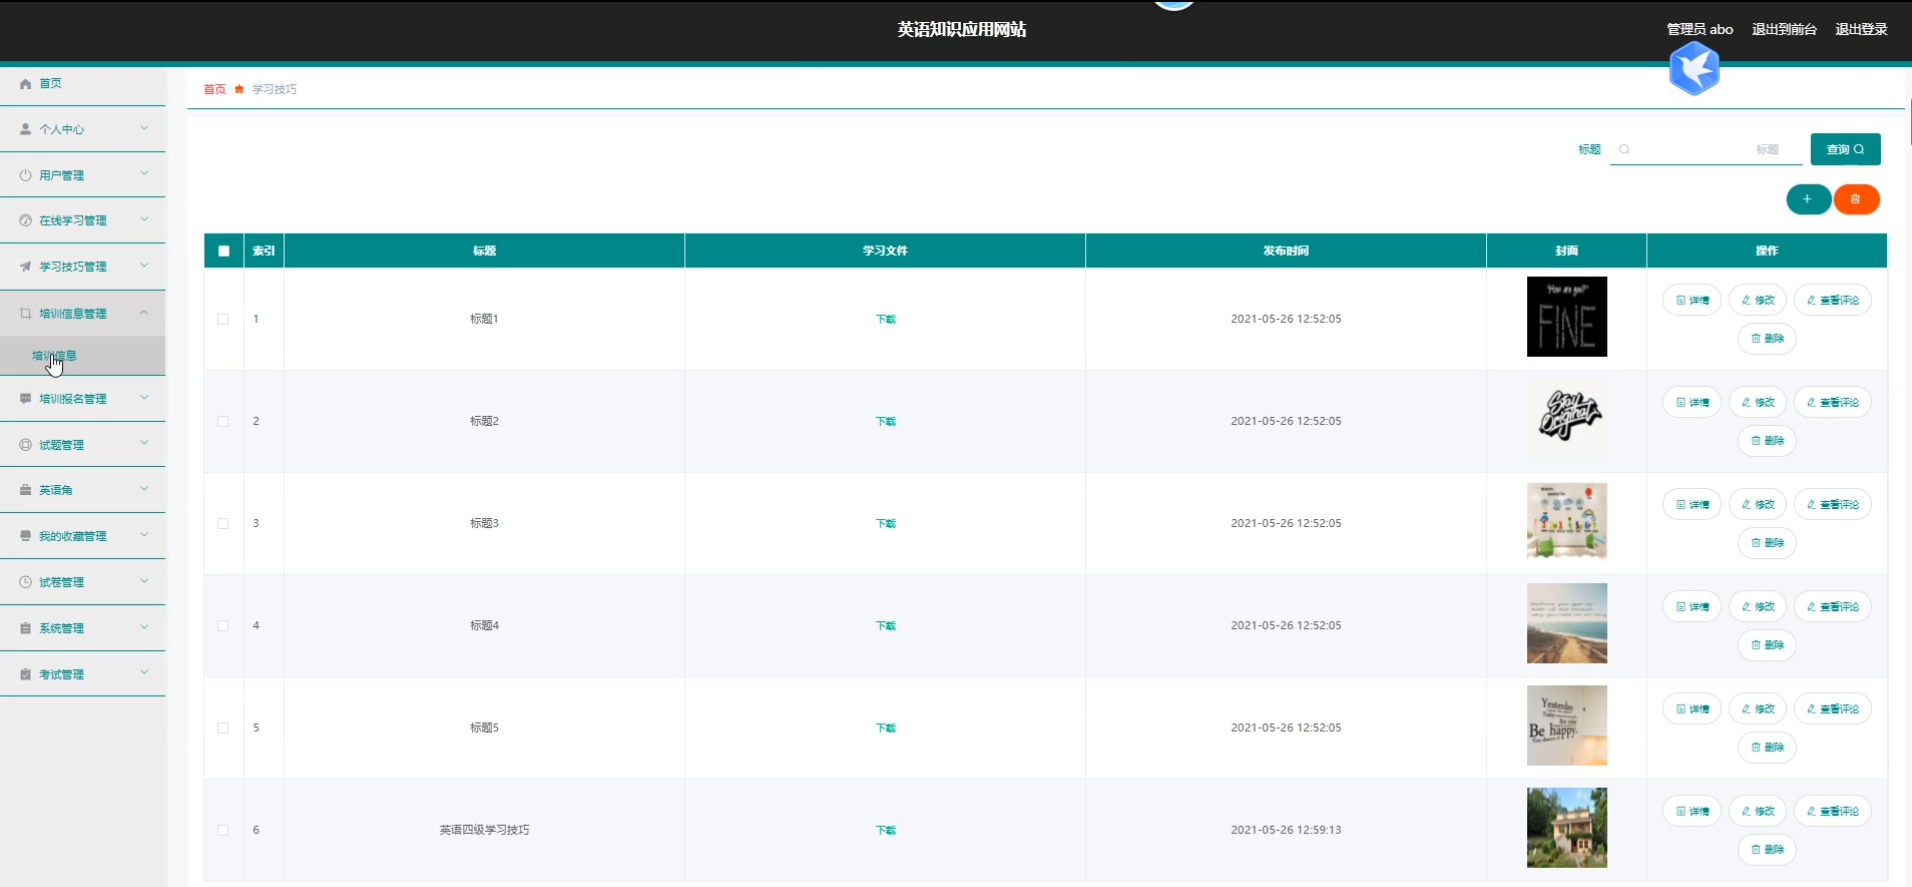 英语知识应用网站
管理员 abo 退出到前台 退出登录
首页
个人中心
用户管理
在线学习管理
学习技巧管理
培训信息管理
培训信息
培训报名管理
试题管理
英语角
我的收藏管理
试卷管理
系统管理
考试管理
首页 学习技巧
标题 标题 查询
索引 标题 学习文件 发布时间 封面 操作
1 标题1 下载 2021-05-26 12:52:05 详情 修改 查看评论
删除
"How are you?"
FINE
2 标题2 下载 2021-05-26 12:52:05 详情 修改 查看评论
删除
Stay
Original
3 标题3 下载 2021-05-26 12:52:05 详情 修改 查看评论
删除
4 标题4 下载 2021-05-26 12:52:05 详情 修改 查看评论
删除
5 标题5 下载 2021-05-26 12:52:05 详情 修改 查看评论
删除
Yesterday
Be happy.
6 英语四级学习技巧 下载 2021-05-26 12:59:13 详情 修改 查看评论
删除